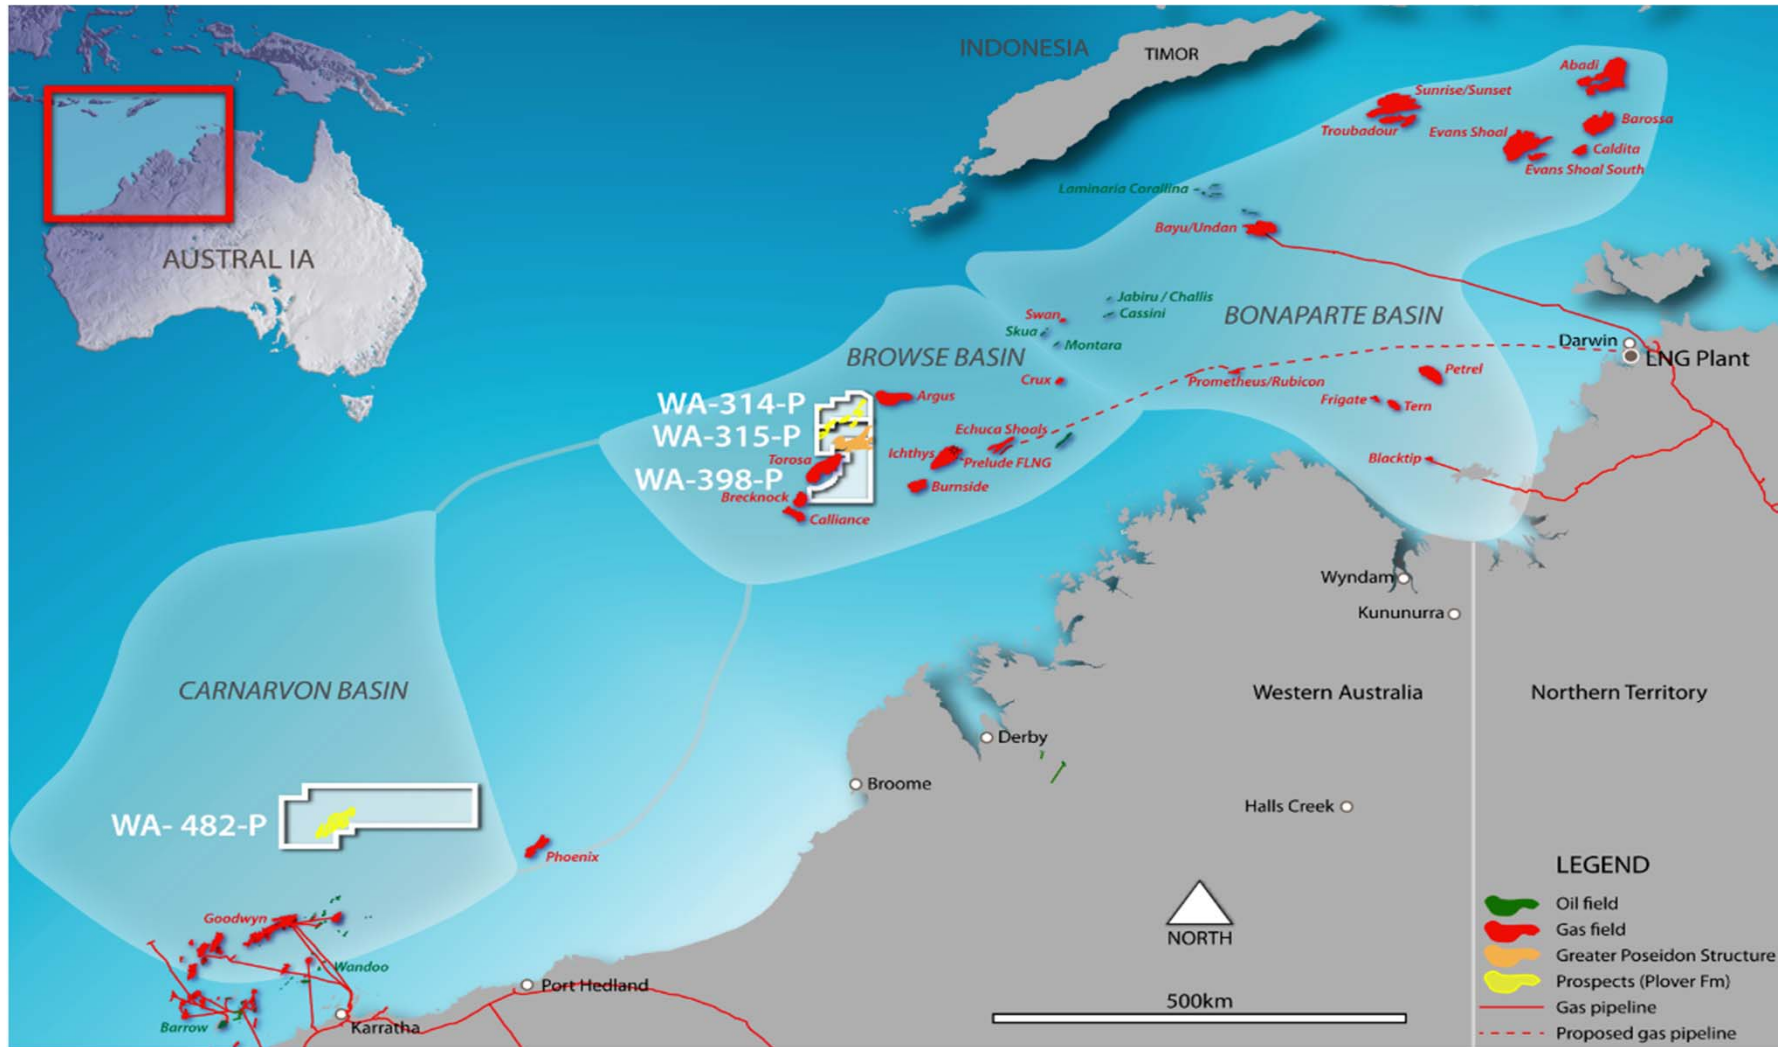 INDONESIA
TIMOR
Abadi
Sunrise/Sunset
Troubadour
Evans Shoal
Barossa
Caldita
Evans Shoal South
Laminaria Corallina
Bayu/Undan
AUSTRAL IA
Jabiru / Challis
Cassini
Swan
Skua
Montara
BONAPARTE BASIN
BROWSE BASIN
Darwin
LNG Plant
Crux
Prometheus/Rubicon
Petrel
Frigate
Tern
WA-314-P
Argus
WA-315-P
Echuca Shoals
Torosa
Ichthys
Prelude FLNG
Blacktip
WA-398-P
Burnside
Brecknock
Calliance
Wyndam
Kununurra
CARNARVON BASIN
Western Australia
Northern Territory
Derby
Broome
Halls Creek
WA- 482-P
Phoenix
Goodwyn
Wandoo
Barrow
Karratha
Port Hedland
NORTH
500km
LEGEND
Oil field
Gas field
Greater Poseidon Structure
Prospects (Plover Fm)
Gas pipeline
Proposed gas pipeline